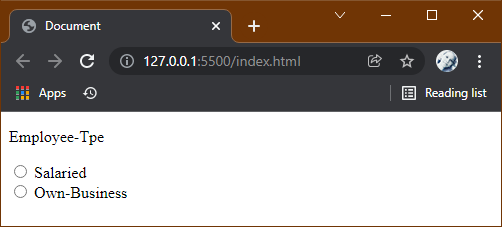 Document
127.0.0.1:5500/index.html
Apps
Reading list
Employee-Tpe
Salaried
Own-Business